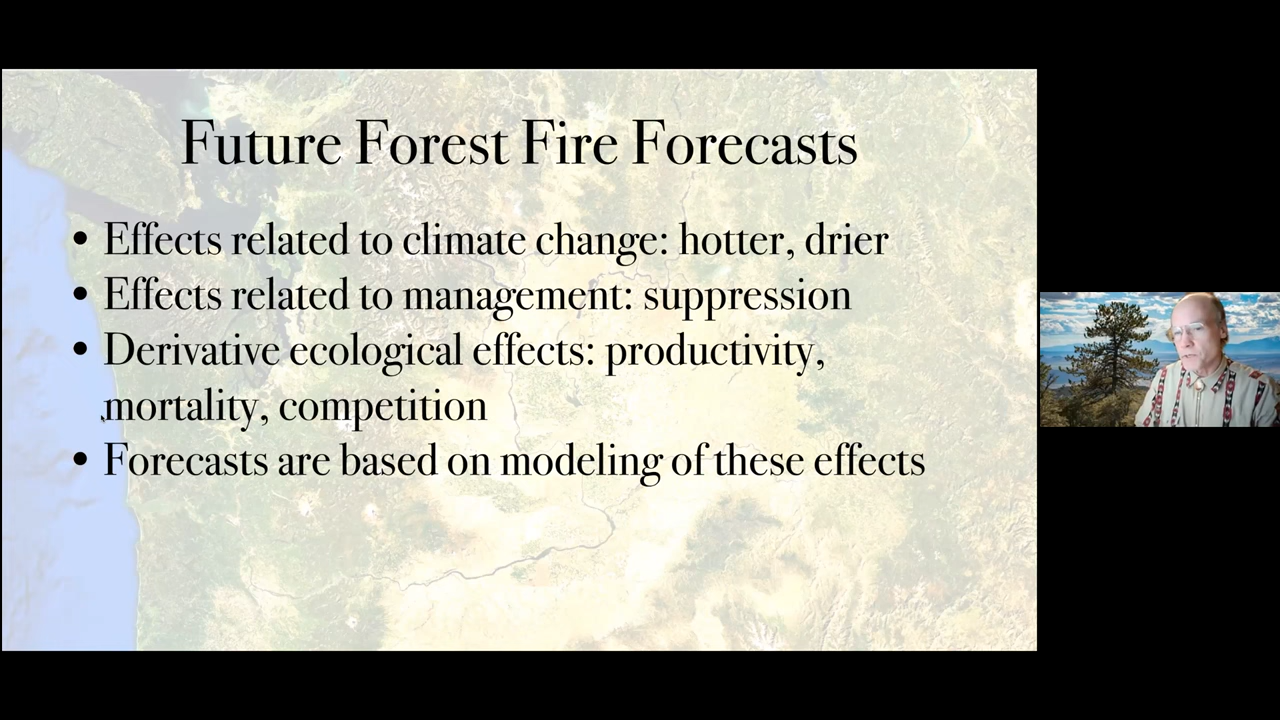 Future Forest Fire Forecasts
• Effects related to climate change: hotter, drier
• Effects related to management: suppression
• Derivative ecological effects: productivity,
mortality, competition
• Forecasts are based on modeling of these effects